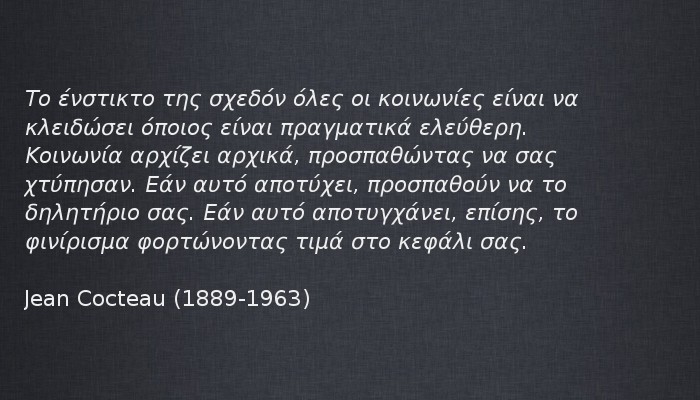 Το ένστικτο της σχεδόν όλες οι κοινωνίες είναι να
κλειδώσει όποιος είναι πραγματικά ελεύθερη.
Κοινωνία αρχίζει αρχικά, προσπαθώντας να σας
χτύπησαν. Εάν αυτό αποτύχει, προσπαθούν να το
δηλητήριο σας. Εάν αυτό αποτυγχάνει, επίσης, το
φινίρισμα φορτώνοντας τιμά στο κεφάλι σας.
Jean Cocteau (1889-1963)